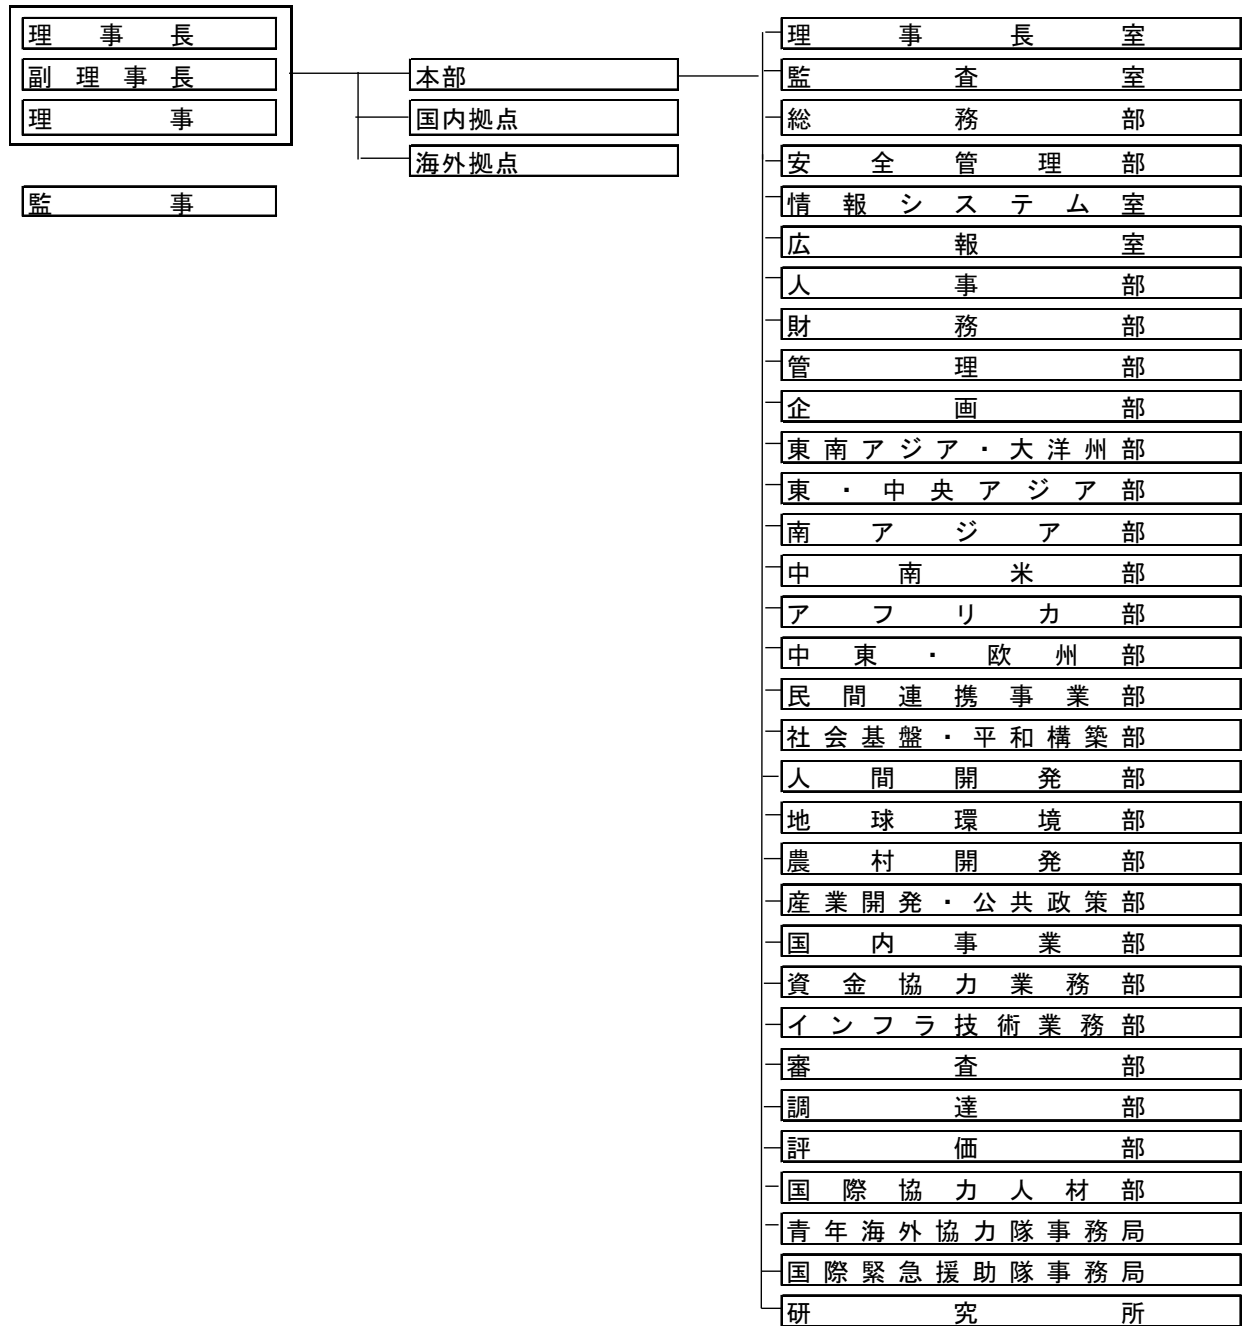 理事長
副理事長
理事
監事
本部
国内拠点
海外拠点
理事長室
監査室
総務部
安全管理部
情報システム室
広報室
人事部
財務部
管理部
企画部
東南アジア・大洋州部
東・中央アジア部
南アジア部
中南米部
アフリカ部
中東・欧州部
民間連携事業部
社会基盤・平和構築部
人間開発部
地球環境部
農村開発部
産業開発・公共政策部
国内事業部
資金協力業務部
インフラ技術業務部
審査部
調達部
評価部
国際協力人材部
青年海外協力隊事務局
国際緊急援助隊事務局
研究所